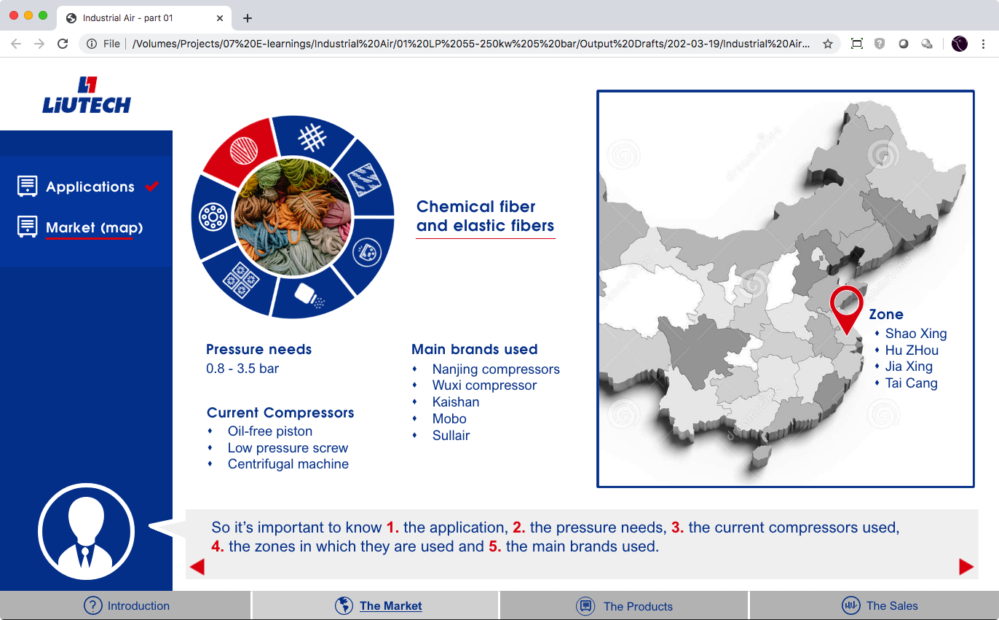 Industrial Air - part 01
File
/Volumes/Projects/07%20E-learnings/Industrial%20Air/01%20LP%2055-250kw%205%20bar/Output%20Drafts/202-03-19/Industrial%20Air...
LiUTECH
Applications
Market (map)
Chemical fiber
and elastic fibers
Pressure needs
0.8 - 3.5 bar
Current Compressors
Oil-free piston
Low pressure screw
Centrifugal machine
Main brands used
Nanjing compressors
Wuxi compressor
Kaishan
Mobo
Sullair
Zone
Shao Xing
Hu ZHou
Jia Xing
Tai Cang
dreamstime
dreamstime
So it's important to know 1. the application, 2. the pressure needs, 3. the current compressors used,
4. the zones in which they are used and 5. the main brands used.
Introduction
The Market
The Products
The Sales